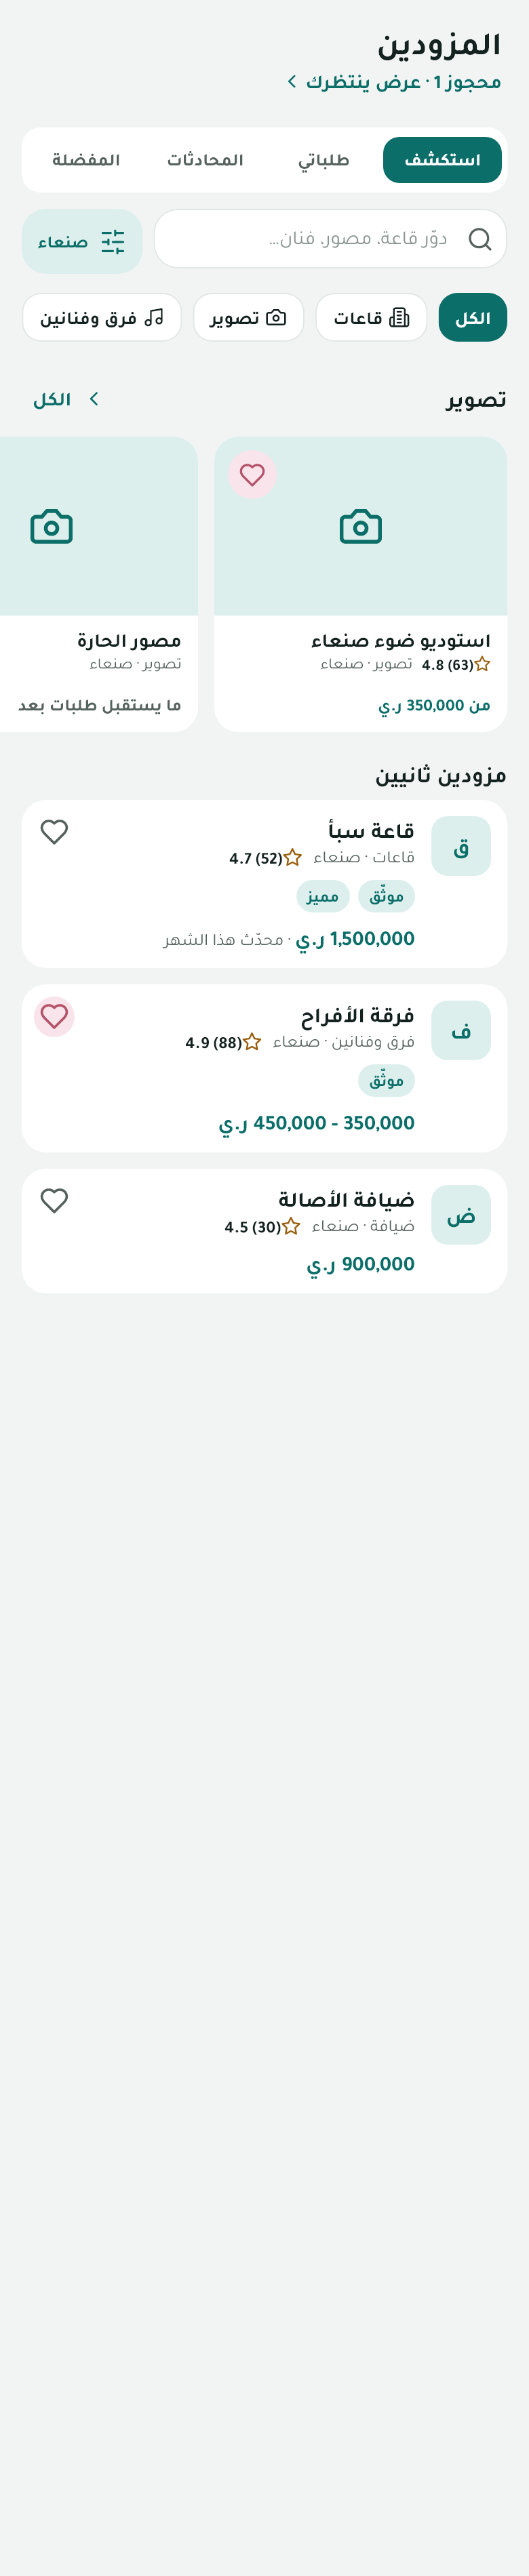 المزودين
محجوز 1 · عرض ينتظرك
استكشف
طلباتي
المحادثات
المفضلة
دوّر قاعة، مصور، فنان...
صنعاء
الكل
قاعات
تصوير
فرق وفنانين
تصوير
الكل
استوديو ضوء صنعاء
4.8 (63) تصوير · صنعاء
من 350,000 ر.ي
مصور الحارة
تصوير · صنعاء
ما يستقبل طلبات بعد
مزودين ثانيين
ق
قاعة سبأ
قاعات · صنعاء 4.7 (52)
موثّق
مميز
1,500,000 ر.ي · محدّث هذا الشهر
ف
فرقة الأفراح
فرق وفنانين · صنعاء 4.9 (88)
موثّق
350,000 - 450,000 ر.ي
ض
ضيافة الأصالة
ضيافة · صنعاء 4.5 (30)
900,000 ر.ي